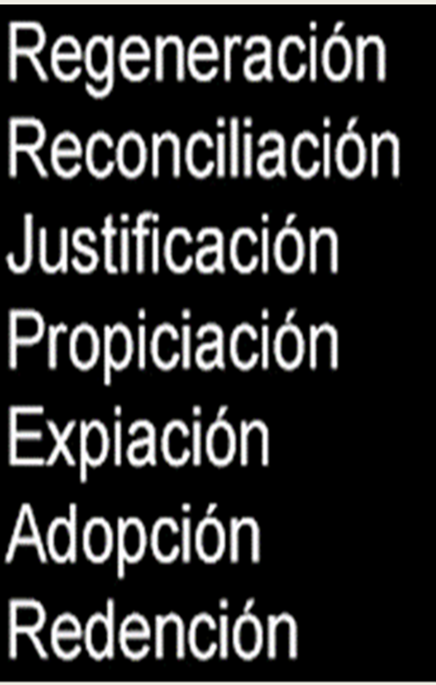 Regeneración
Reconciliación
Justificación
Propiciación
Expiación
Adopción
Redención